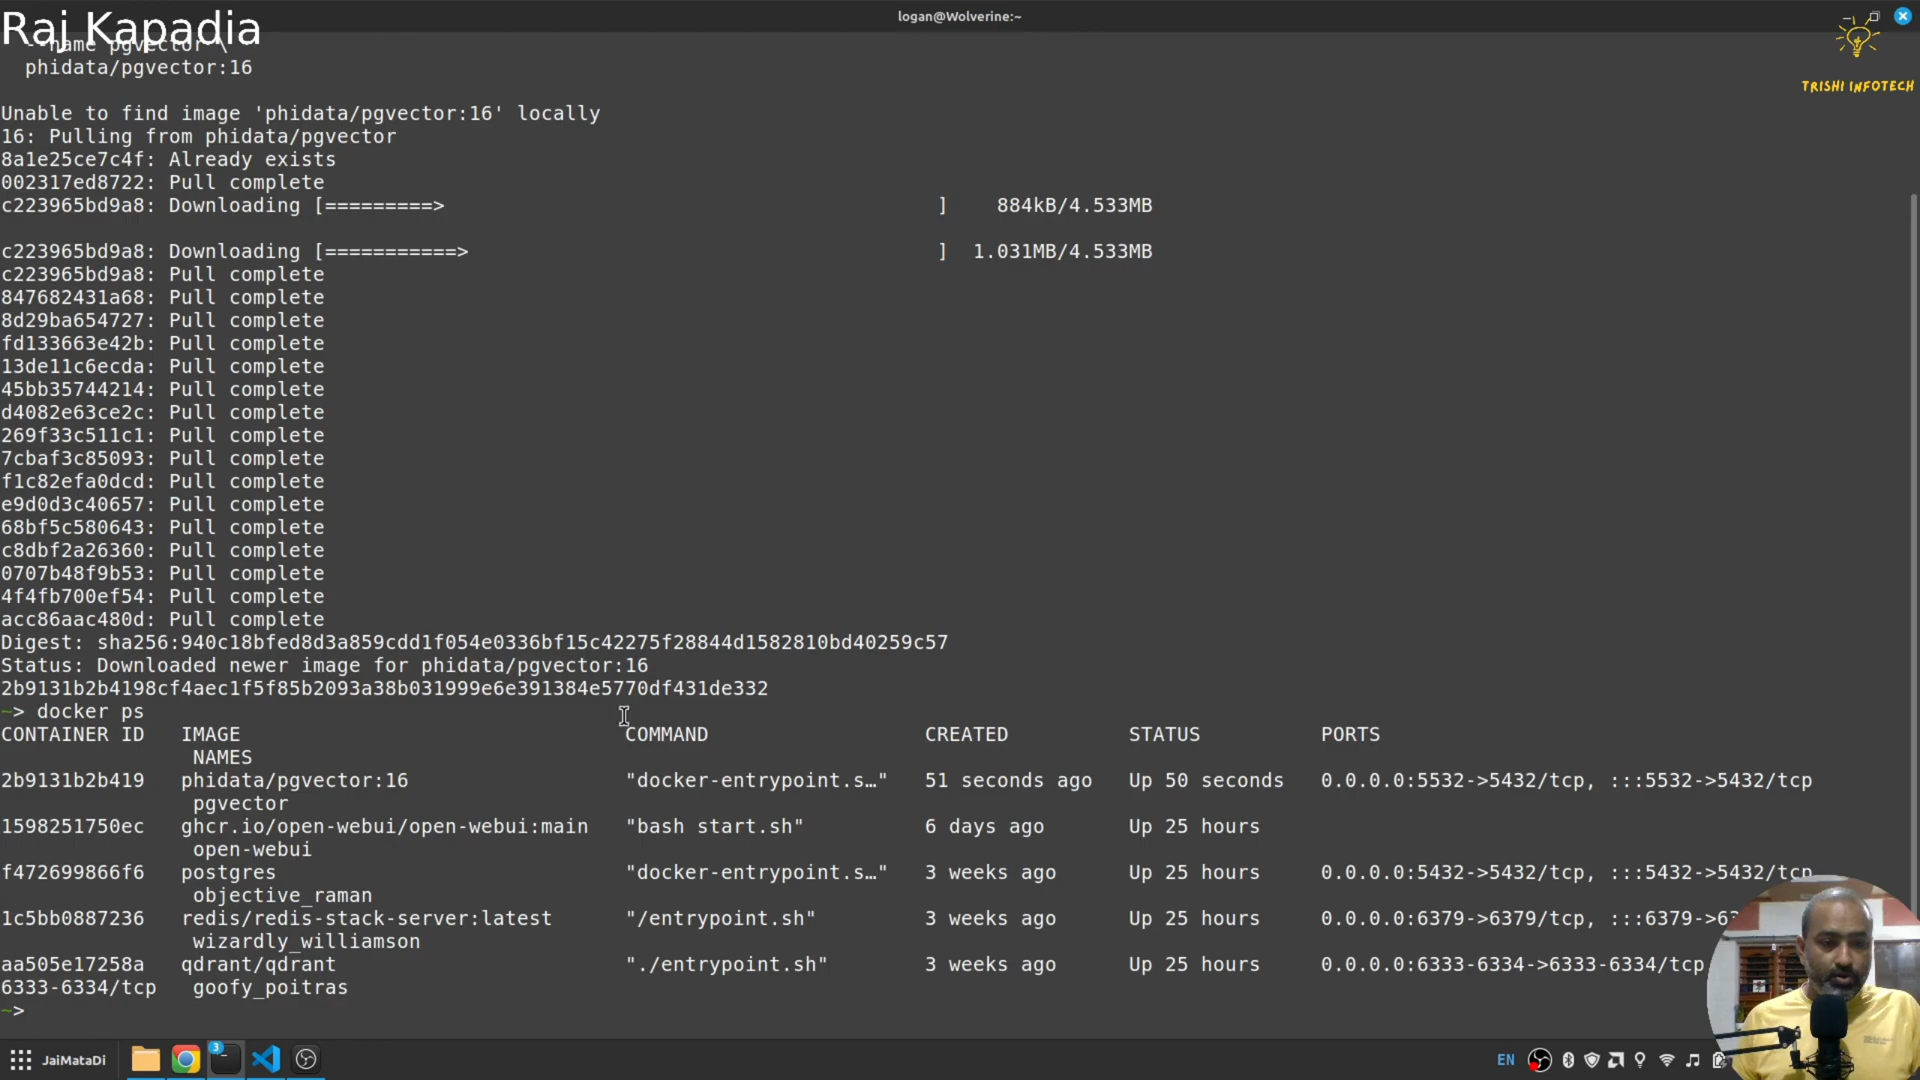 logan@Wolverine:~
Raj Kapadia
--name pgvector \
phidata/pgvector:16
TRISHI INFOTECH
Unable to find image 'phidata/pgvector:16' locally
16: Pulling from phidata/pgvector
8a1e25ce7c4f: Already exists
002317ed8722: Pull complete
c223965bd9a8: Downloading [=========>                                         ]     884kB/4.533MB
c223965bd9a8: Downloading [===========>                                       ]  1.031MB/4.533MB
c223965bd9a8: Pull complete
847682431a68: Pull complete
8d29ba654727: Pull complete
fd133663e42b: Pull complete
13de11c6ecda: Pull complete
45bb35744214: Pull complete
d4082e63ce2c: Pull complete
269f33c511c1: Pull complete
7cbaf3c85093: Pull complete
f1c82efa0dcd: Pull complete
e9d0d3c40657: Pull complete
68bf5c580643: Pull complete
c8dbf2a26360: Pull complete
0707b48f9b53: Pull complete
4f4fb700ef54: Pull complete
acc86aac480d: Pull complete
Digest: sha256:940c18bfed8d3a859cdd1f054e0336bf15c42275f28844d1582810bd40259c57
Status: Downloaded newer image for phidata/pgvector:16
2b9131b2b4198cf4aec1f5f85b2093a38b031999e6e391384e5770df431de332
~> docker ps
CONTAINER ID   IMAGE                                COMMAND                  CREATED          STATUS          PORTS
NAMES
2b9131b2b419   phidata/pgvector:16                  "docker-entrypoint.s…"   51 seconds ago   Up 50 seconds   0.0.0.0:5532->5432/tcp, :::5532->5432/tcp
pgvector
1598251750ec   ghcr.io/open-webui/open-webui:main   "bash start.sh"          6 days ago       Up 25 hours
open-webui
f472699866f6   postgres                             "docker-entrypoint.s…"   3 weeks ago      Up 25 hours     0.0.0.0:5432->5432/tcp, :::5432->5432/tcp
objective_raman
1c5bb0887236   redis/redis-stack-server:latest      "/entrypoint.sh"         3 weeks ago      Up 25 hours     0.0.0.0:6379->6379/tcp, :::6379->6
wizardly_williamson
aa505e17258a   qdrant/qdrant                        "./entrypoint.sh"        3 weeks ago      Up 25 hours     0.0.0.0:6333-6334->6333-6334/tcp
6333-6334/tcp   goofy_poitras
~>
JaiMataDi
3
EN